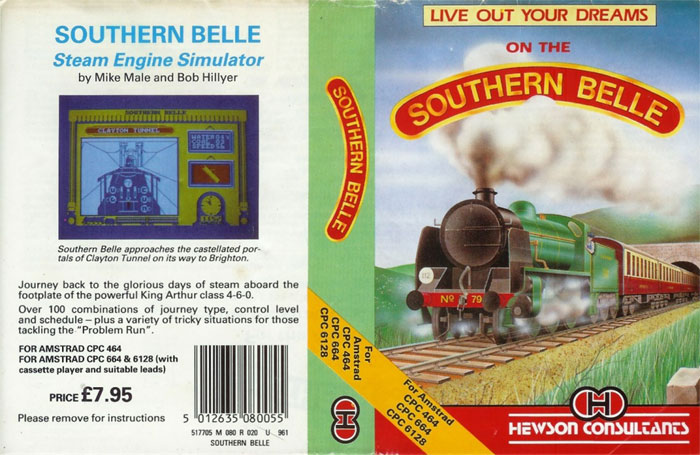 SOUTHERN BELLE
Steam Engine Simulator
by Mike Male and Bob Hillyer
SOUTHERN BELLE
CLAYTON TUNNEL
Southern Belle approaches the castellated por-
tals of Clayton Tunnel on its way to Brighton.
Journey back to the glorious days of steam aboard the
footplate of the powerful King Arthur class 4-6-0.
Over 100 combinations of journey type, control level
and schedule – plus a variety of tricky situations for those
tackling the "Problem Run".
FOR AMSTRAD CPC 464
FOR AMSTRAD CPC 664 & 6128 (with
cassette player and suitable leads)
PRICE £7.95
Please remove for instructions
5 012635 080055
517705 M 080 R 020 U 961
SOUTHERN BELLE
SOUTHERN BELLE
For
Amstrad
CPC 464
CPC 664
CPC 6128
LIVE OUT YOUR DREAMS
ON THE
SOUTHERN BELLE
Nº 79
For Amstrad
CPC 464
CPC 664
CPC 6128
HEWSON CONSULTANTS